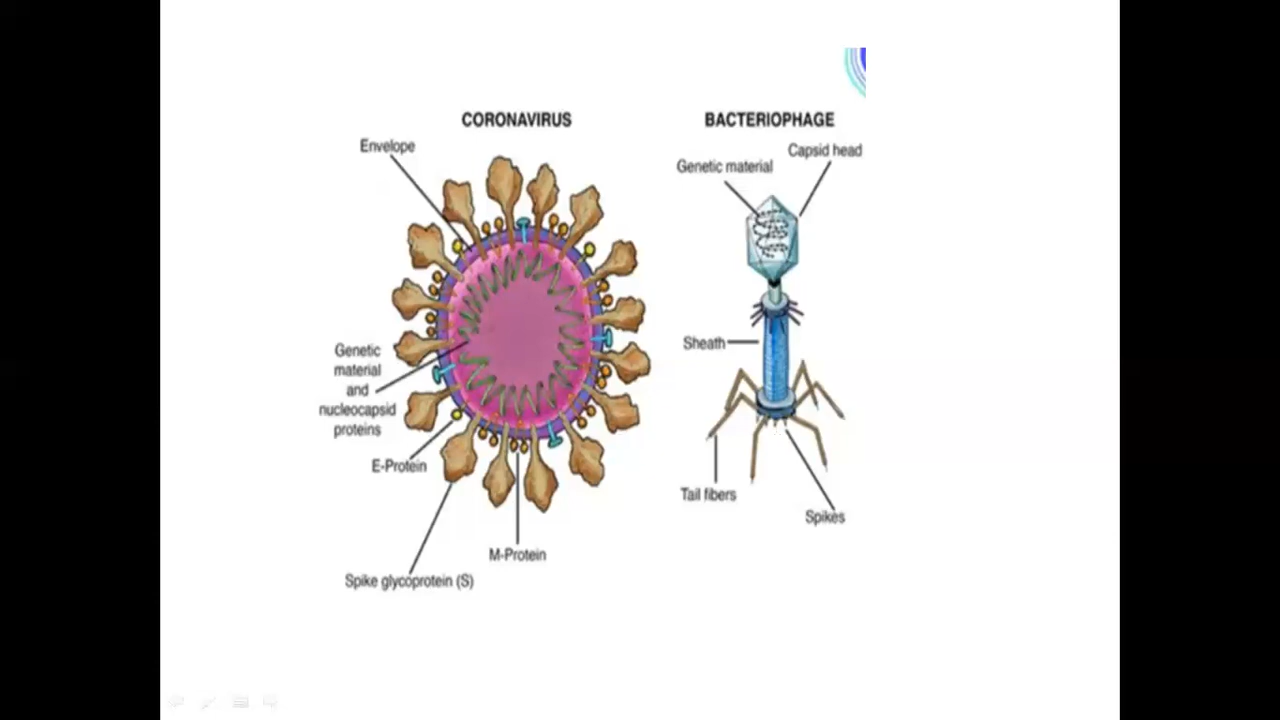 CORONAVIRUS
Envelope
Genetic
material
and
nucleocapsid
proteins
E-Protein
M-Protein
Spike glycoprotein (S)
BACTERIOPHAGE
Capsid head
Genetic material
Sheath
Tail fibers
Spikes